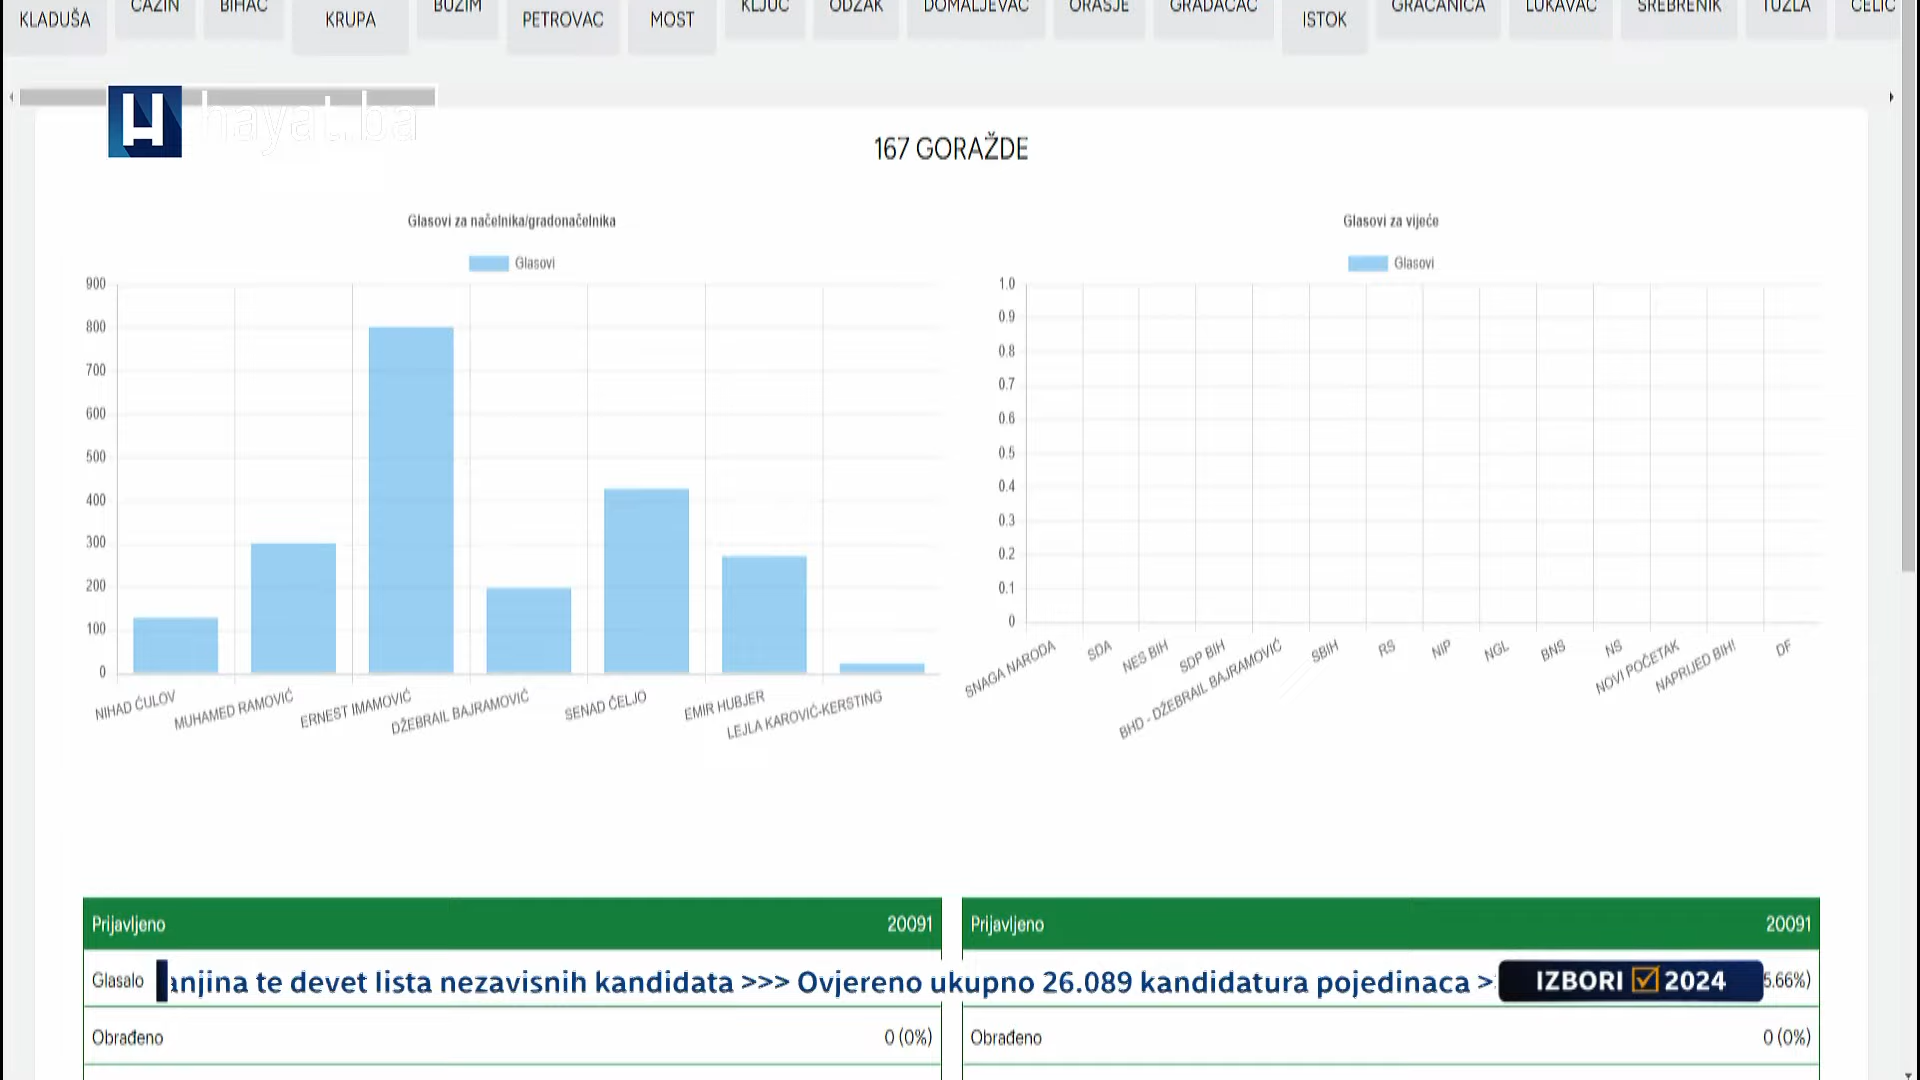 KLADUŠA
CAZIN
BIHAĆ
KRUPA
BUŽIM
PETROVAC
MOST
KLJUČ
ODŽAK
DOMALJEVAC
ORAŠJE
GRADAČAC
ISTOK
GRAČANICA
LUKAVAC
SREBRENIK
TUZLA
ČELIĆ
H hayat.ba
167 GORAŽDE
Glasovi za načelnika/gradonačelnika
Glasovi
900
800
700
600
500
400
300
200
100
0
NIHAD ĆULOV
MUHAMED RAMOVIĆ
ERNEST IMAMOVIĆ
DŽEBRAIL BAJRAMOVIĆ
SENAD ČELJO
EMIR HUBJER
LEJLA KAROVIĆ-KERSTING
Glasovi za vijeće
Glasovi
1.0
0.9
0.8
0.7
0.6
0.5
0.4
0.3
0.2
0.1
0
SNAGA NARODA
SDA
NES BIH
SDP BIH
BHD - DŽEBRAIL BAJRAMOVIĆ
SBIH
RS
NIP
NGL
BNS
NS
NOVI POČETAK
NAPRIJED BIH!
DF
Prijavljeno 20091
Prijavljeno 20091
Glasalo
anjina te devet lista nezavisnih kandidata >>> Ovjereno ukupno 26.089 kandidatura pojedinaca >
IZBORI 2024
5.66%)
Obrađeno 0 (0%)
Obrađeno 0 (0%)